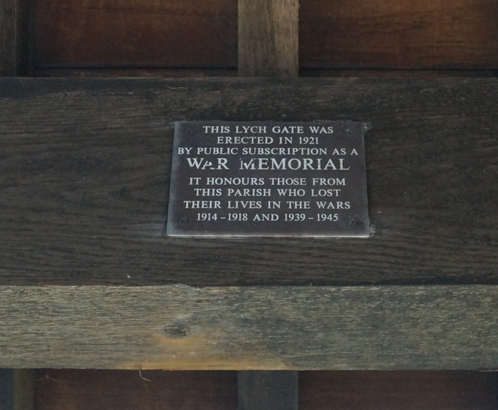 THIS LYCH GATE WAS
ERECTED IN 1921
BY PUBLIC SUBSCRIPTION AS A
WAR MEMORIAL
IT HONOURS THOSE FROM
THIS PARISH WHO LOST
THEIR LIVES IN THE WARS
1914 – 1918 AND 1939 – 1945